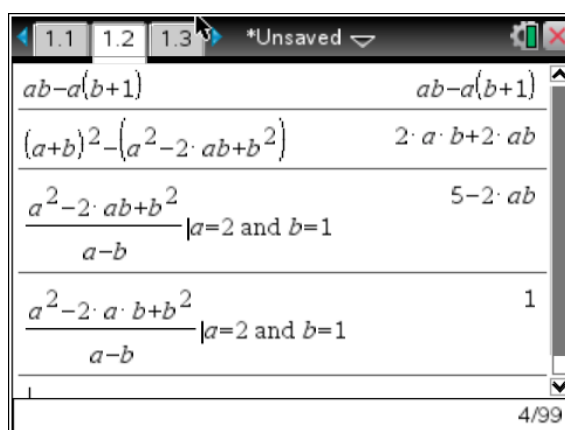 1.1 1.2 1.3 *Unsaved
ab−a(b+1) ab−a(b+1)
(a+b)²−(a²−2·ab+b²) 2·a·b+2·ab
(a²−2·ab+b²)/(a−b)|a=2 and b=1 5−2·ab
(a²−2·a·b+b²)/(a−b)|a=2 and b=1 1
4/99